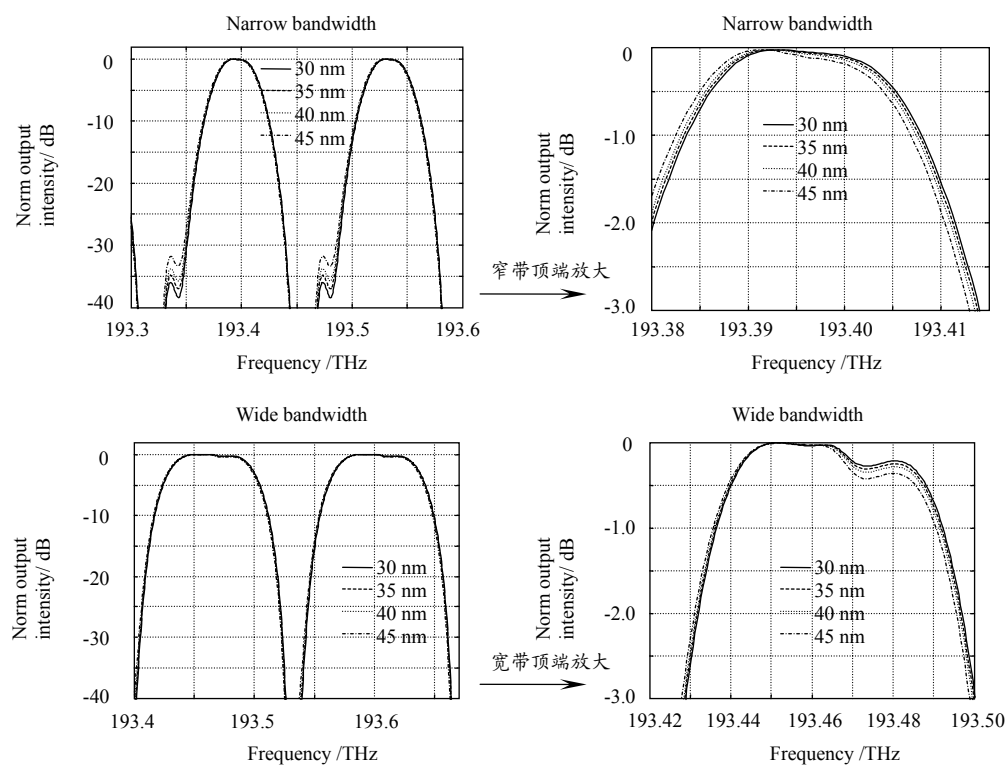 Narrow bandwidth
Norm output
intensity/ dB
0
-10
-20
-30
-40
30 nm
35 nm
40 nm
45 nm
193.3
193.4
193.5
193.6
Frequency /THz
窄带顶端放大
Narrow bandwidth
Norm output
intensity/ dB
0
-1.0
-2.0
-3.0
30 nm
35 nm
40 nm
45 nm
193.38
193.39
193.40
193.41
Frequency /THz
Wide bandwidth
Norm output
intensity/ dB
0
-10
-20
-30
-40
30 nm
35 nm
40 nm
45 nm
193.4
193.5
193.6
Frequency /THz
宽带顶端放大
Wide bandwidth
Norm output
intensity/ dB
0
-1.0
-2.0
-3.0
30 nm
35 nm
40 nm
45 nm
193.42
193.44
193.46
193.48
193.50
Frequency /THz